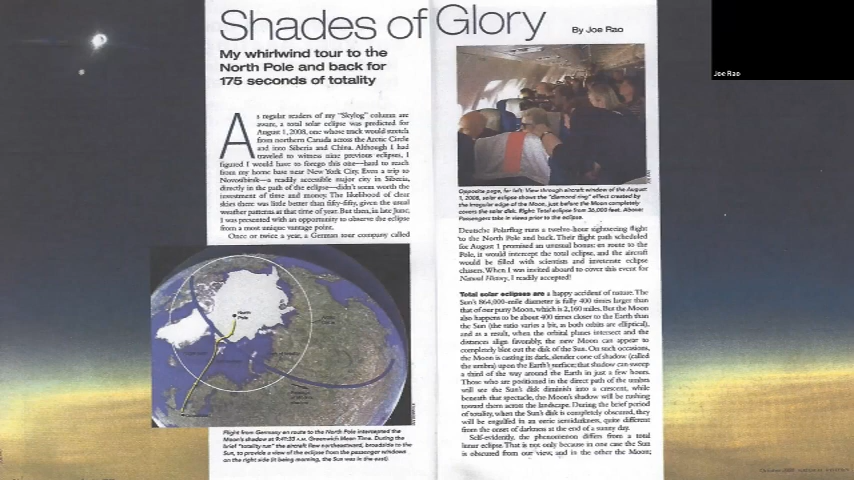 Shades of Glory
By Joe Rao
My whirlwind tour to the
North Pole and back for
175 seconds of totality
As regular readers of my "Skylog" column are
aware, a total solar eclipse was predicted for
August 1, 2008, one whose track would stretch
from northern Canada across the Arctic Circle
and into Siberia and China. Although I had
traveled to witness nine previous eclipses, I
figured I would have to forego this one—hard to reach
from my home base near New York City. Even a trip to
Novosibirsk—a readily accessible major city in Siberia,
directly in the path of the eclipse—didn't seem worth the
investment of time and money. The likelihood of clear
skies there was little better than fifty-fifty, given the usual
weather patterns at that time of year. But then, in late June,
I was presented with an opportunity to observe the eclipse
from a most unique vantage point.
Once or twice a year, a German tour company called
North
Pole
Flight from Germany en route to the North Pole intercepted the
Moon's shadow at 9:41:33 A.M. Greenwich Mean Time. During the
brief "totality run" the aircraft flew northeastward, broadside to the
Sun, to provide a view of the eclipse from the passenger windows
on the right side (it being morning, the Sun was in the east).
Opposite page, far left: View through aircraft window of the August
1, 2008, solar eclipse shows the "diamond ring" effect created by
the irregular edge of the Moon, just before the Moon completely
covers the solar disk. Right: Total eclipse from 36,000 feet. Above:
Passengers take in views prior to the eclipse.
Deutsche Polarflug runs a twelve-hour sightseeing flight
to the North Pole and back. Their flight path scheduled
for August 1 promised an unusual bonus: en route to the
Pole, it would intercept the total eclipse, and the aircraft
would be filled with scientists and inveterate eclipse
chasers. When I was invited aboard to cover this event for
Natural History, I readily accepted!
Total solar eclipses are a happy accident of nature. The
Sun's 864,000-mile diameter is fully 400 times larger than
that of our puny Moon, which is 2,160 miles. But the Moon
also happens to be about 400 times closer to the Earth than
the Sun (the ratio varies a bit, as both orbits are elliptical),
and as a result, when the orbital planes intersect and the
distances align favorably, the new Moon can appear to
completely blot out the disk of the Sun. On such occasions,
the Moon is casting its dark, slender cone of shadow (called
the umbra) upon the Earth's surface; that shadow can sweep
a third of the way around the Earth in just a few hours.
Those who are positioned in the direct path of the umbra
will see the Sun's disk diminish into a crescent, while
beneath that spectacle, the Moon's shadow will be rushing
toward them across the landscape. During the brief period
of totality, when the Sun's disk is completely obscured, they
will be engulfed in an eerie semidarkness, quite different
from the onset of darkness at the end of a sunny day.
Self-evidently, the phenomenon differs from a total
lunar eclipse. That is not only because in one case the Sun
is obscured from our view, and in the other the Moon;
Joe Rao